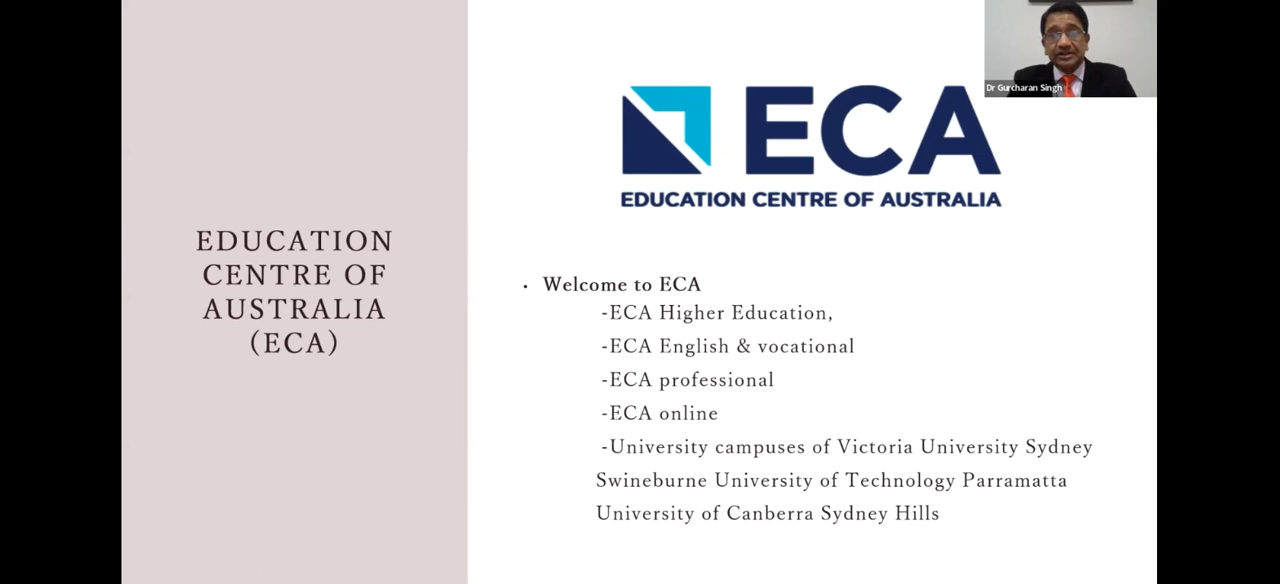 EDUCATION
CENTRE OF
AUSTRALIA
(ECA)
ECA
EDUCATION CENTRE OF AUSTRALIA
Dr Gurcharan Singh
• Welcome to ECA
-ECA Higher Education,
-ECA English & vocational
-ECA professional
-ECA online
-University campuses of Victoria University Sydney
Swineburne University of Technology Parramatta
University of Canberra Sydney Hills